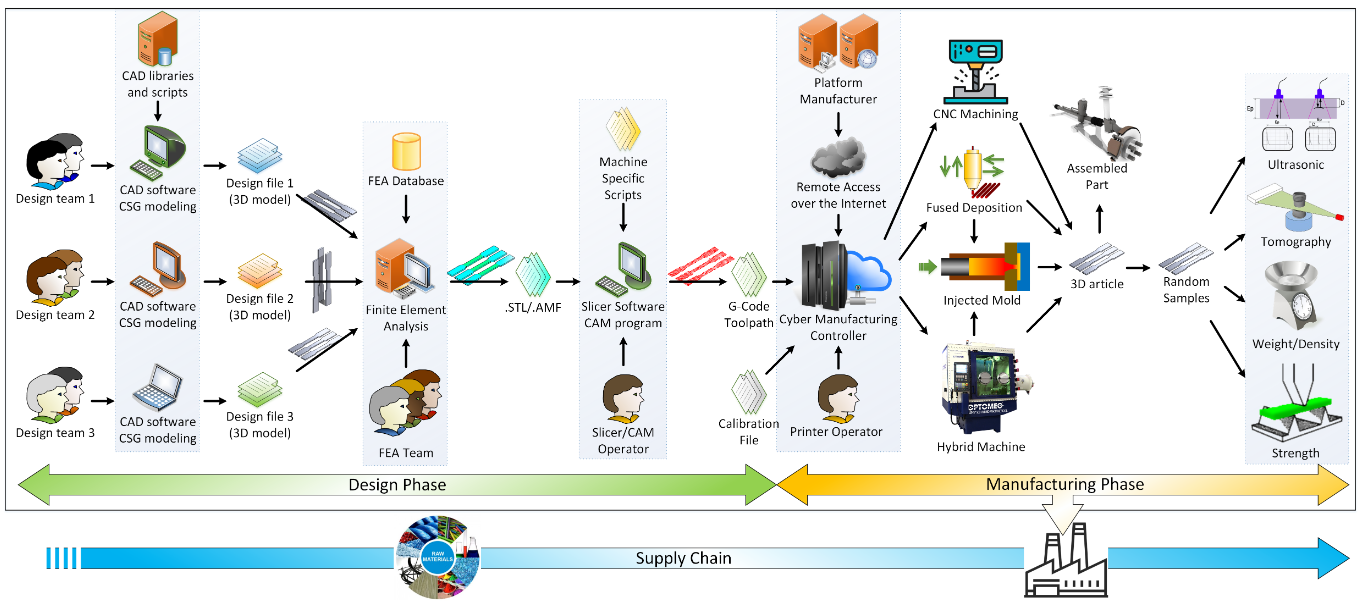 CAD libraries
and scripts
Design team 1
CAD software
CSG modeling
Design file 1
(3D model)
Design team 2
CAD software
CSG modeling
Design file 2
(3D model)
Design team 3
CAD software
CSG modeling
Design file 3
(3D model)
FEA Database
Finite Element
Analysis
FEA Team
.STL/.AMF
Machine
Specific
Scripts
Slicer Software
CAM program
Slicer/CAM
Operator
G-Code
Toolpath
Calibration
File
Platform
Manufacturer
Remote Access
over the Internet
Cyber Manufacturing
Controller
Printer Operator
CNC Machining
Fused Deposition
Injected Mold
OPTOMEC
Hybrid Machine
Assembled
Part
3D article
Random
Samples
Ep
D
Ultrasonic
Tomography
Weight/Density
Strength
Design Phase
Manufacturing Phase
RAW
MATERIALS
Supply Chain